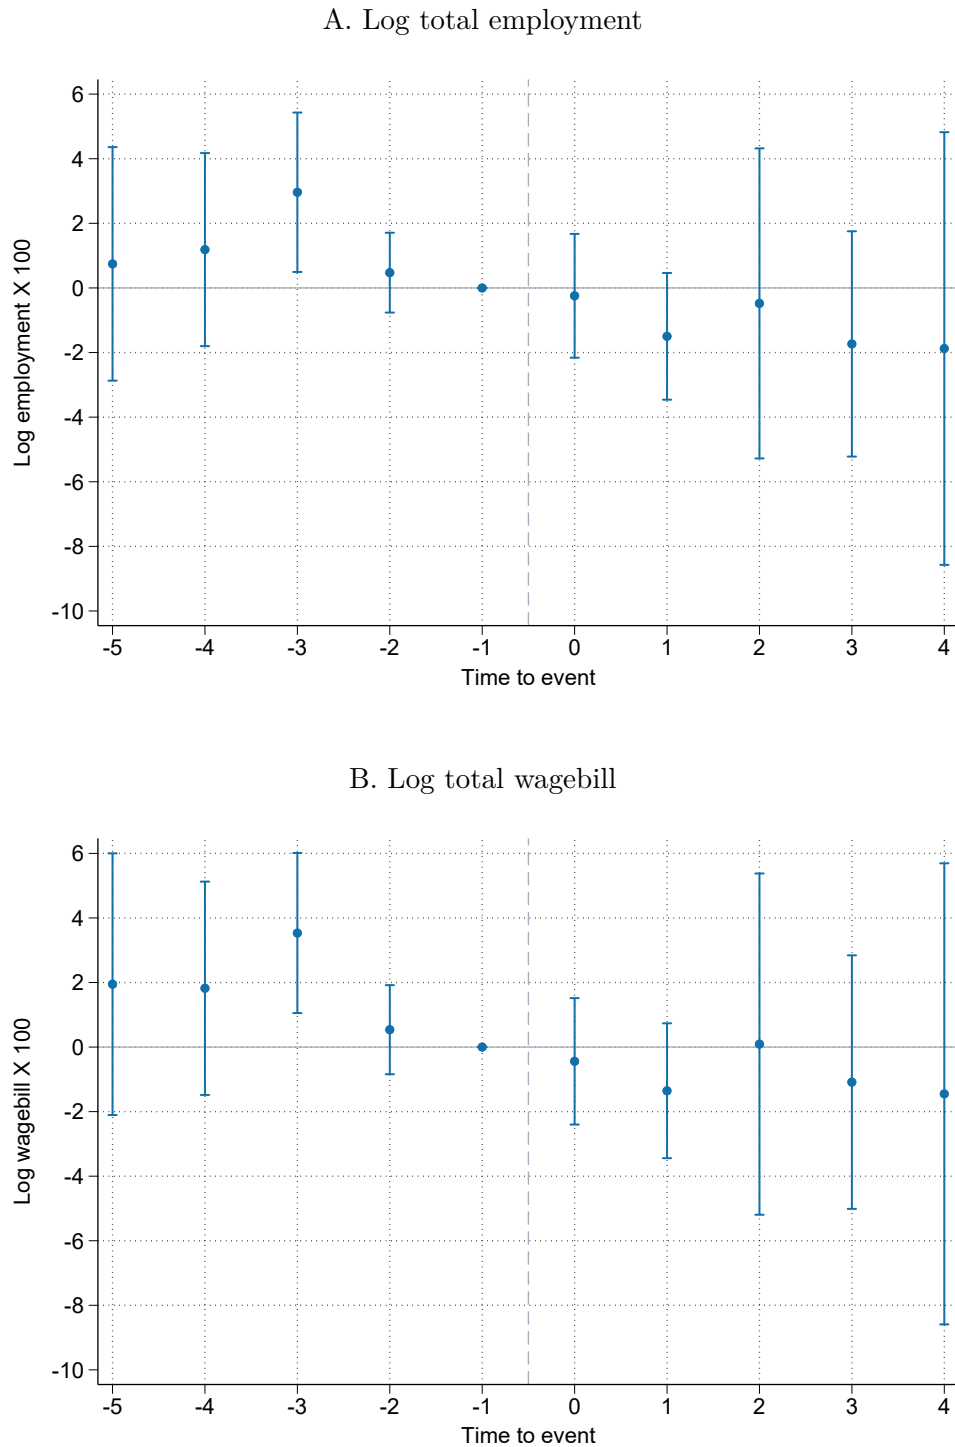 A. Log total employment
6
4
2
0
-2
-4
-6
-8
-10
Log employment X 100
-5 -4 -3 -2 -1 0 1 2 3 4
Time to event
B. Log total wagebill
6
4
2
0
-2
-4
-6
-8
-10
Log wagebill X 100
-5 -4 -3 -2 -1 0 1 2 3 4
Time to event